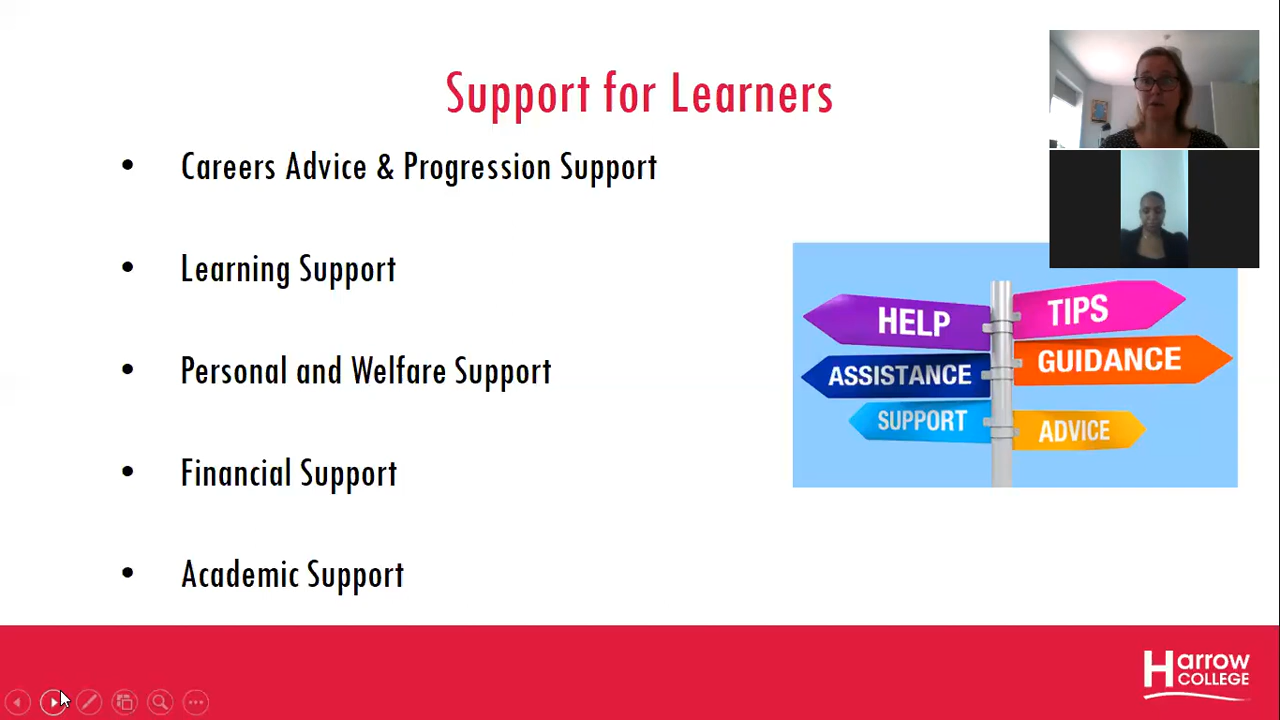 Support for Learners
• Careers Advice & Progression Support
• Learning Support
• Personal and Welfare Support
• Financial Support
• Academic Support
HELP
TIPS
ASSISTANCE
GUIDANCE
SUPPORT
ADVICE
Harrow
COLLEGE